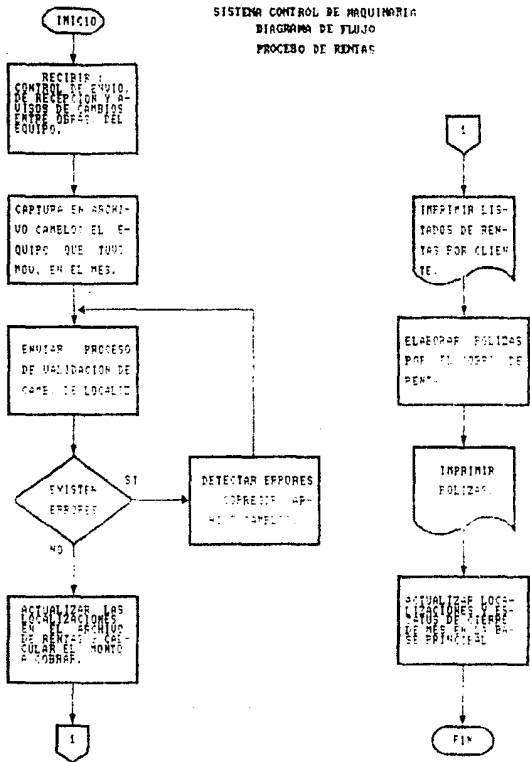 SISTEMA CONTROL DE MAQUINARIA
DIAGRAMA DE FLUJO
PROCESO DE RENTAS
INICIO
RECIBIR :
CONTROL DE ENVIO,
DE RECEPCION Y A-
VISOS DE CAMBIOS
ENTRE OBRAS DEL
EQUIPO.
CAPTURA EN ARCHI-
VO CAMBLOC EL E-
QUIPO QUE TUVO
MOV. EN EL MES.
ENVIAR PROCESO
DE VALIDACION DE
CAMB. DE LOCALIZ
EXISTEN
ERRORES
SI
NO
DETECTAR ERRORES
CORREGIR AR-
ACTUALIZAR LAS
LOCALIZACIONES
EN EL ARCHIVO
DE RENTAS Y CAL-
CULAR EL MONTO
A COBRAR.
1
1
IMPRIMIR LIS-
TADOS DE REN-
TAS POR CLIEN
TE.
ELABORAR POLIZAS
POR EL COBRO DE
RENTA
IMPRIMIR
POLIZAS.
ACTUALIZAR LOCA-
LIZACIONES Y ES-
TATUS DE CIERRE
DE MES EN LA BA-
SE PRINCIPAL
FIN